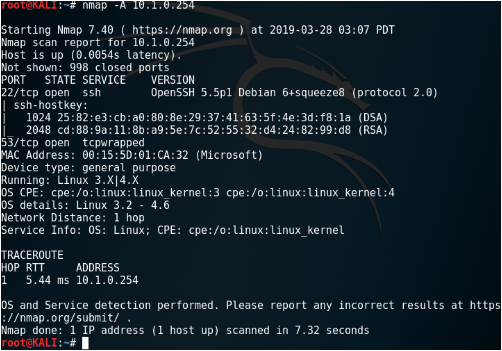 root@KALI:~# nmap -A 10.1.0.254
Starting Nmap 7.40 ( https://nmap.org ) at 2019-03-28 03:07 PDT
Nmap scan report for 10.1.0.254
Host is up (0.0054s latency).
Not shown: 998 closed ports
PORT   STATE SERVICE    VERSION
22/tcp open  ssh        OpenSSH 5.5p1 Debian 6+squeeze8 (protocol 2.0)
| ssh-hostkey:
|   1024 25:82:e3:cb:a0:80:8e:29:37:41:63:5f:4e:3d:f8:1a (DSA)
|_  2048 cd:88:9a:11:8b:a9:5e:7c:52:55:32:d4:24:82:99:d8 (RSA)
53/tcp open  tcpwrapped
MAC Address: 00:15:5D:01:CA:32 (Microsoft)
Device type: general purpose
Running: Linux 3.X|4.X
OS CPE: cpe:/o:linux:linux_kernel:3 cpe:/o:linux:linux_kernel:4
OS details: Linux 3.2 - 4.6
Network Distance: 1 hop
Service Info: OS: Linux; CPE: cpe:/o:linux:linux_kernel
TRACEROUTE
HOP RTT     ADDRESS
1   5.44 ms 10.1.0.254
OS and Service detection performed. Please report any incorrect results at https
://nmap.org/submit/ .
Nmap done: 1 IP address (1 host up) scanned in 7.32 seconds
root@KALI:~#